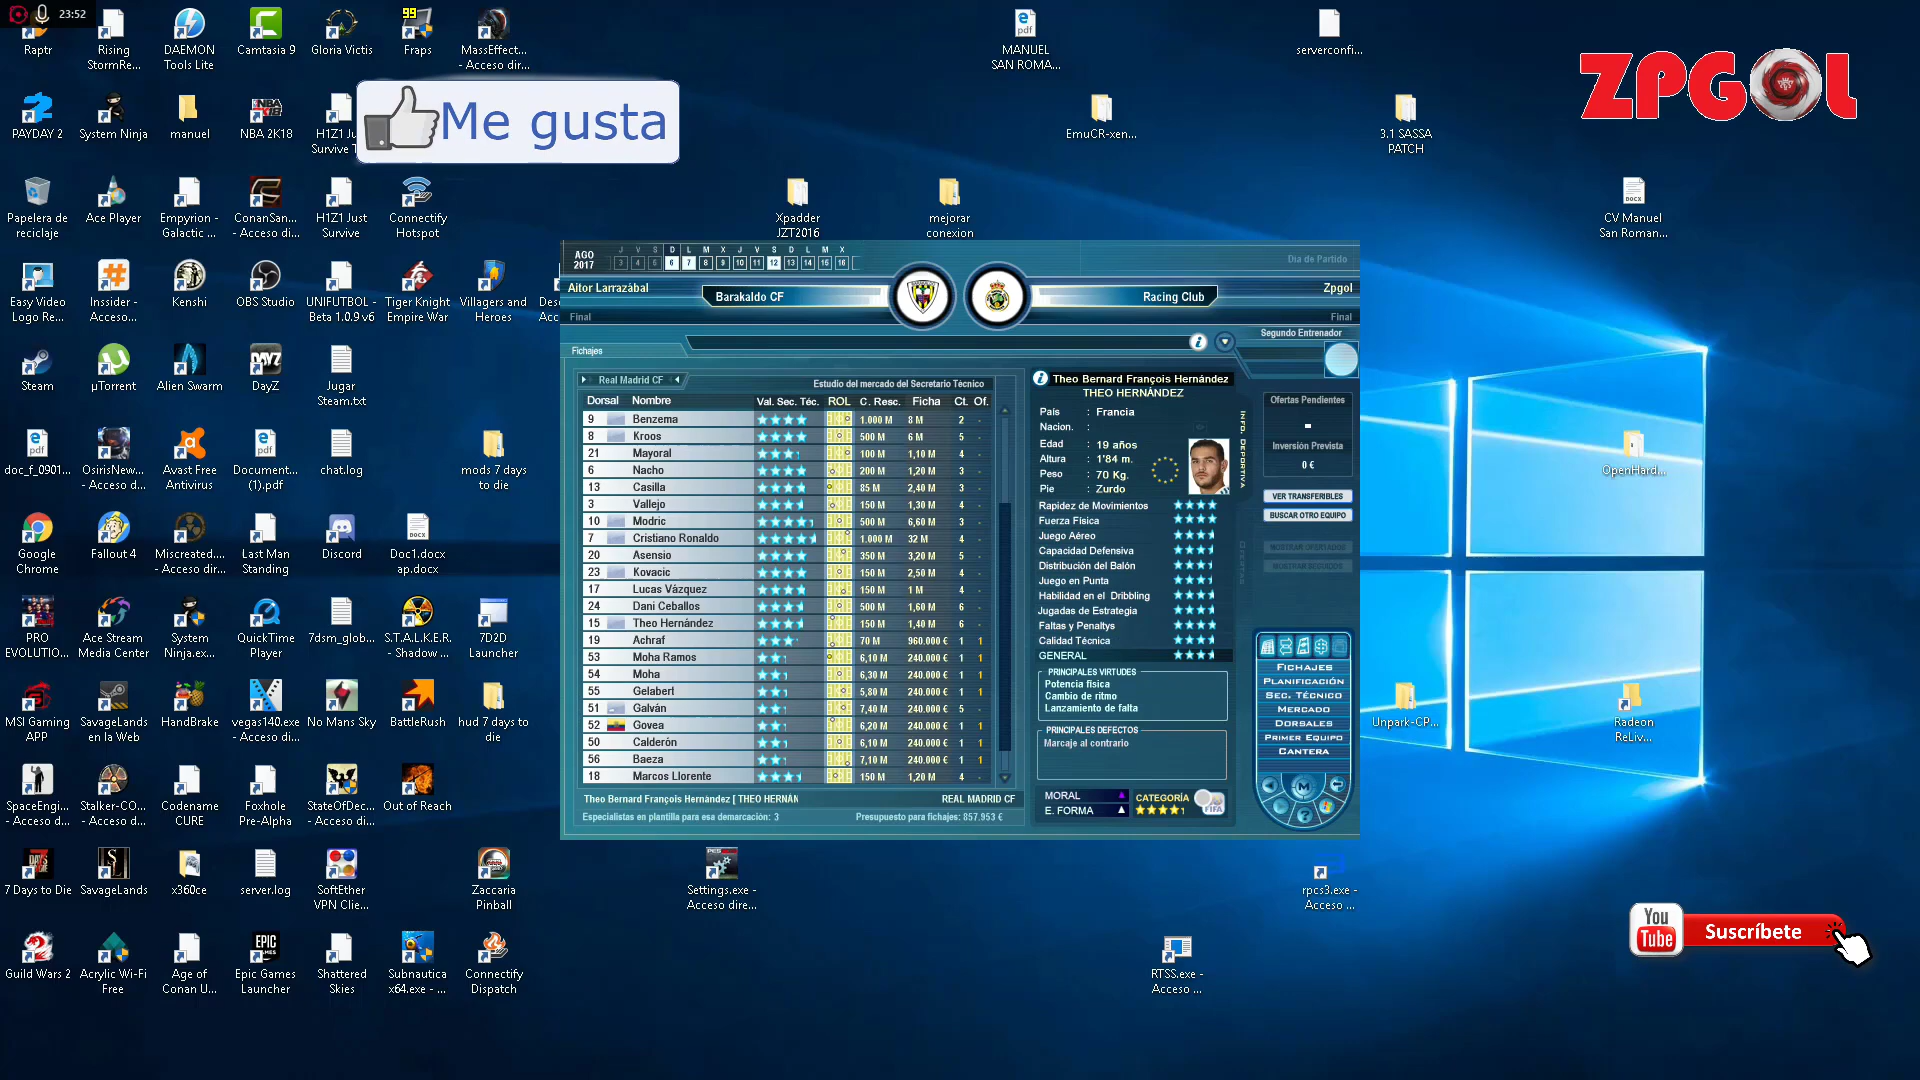 23:52
Raptr
Rising StormRe...
DAEMON Tools Lite
Camtasia 9
Gloria Victis
99
Fraps
MassEffect... - Acceso dir...
MANUEL SAN ROMA...
serverconfi...
ZPGOL
PAYDAY 2
System Ninja
manuel
NBA 2K18
Me gusta
EmuCR-xen...
3.1 SASSA PATCH
Papelera de reciclaje
Ace Player
Empyrion - Galactic ...
ConanSan... - Acceso di...
H1Z1 Just Survive
Connectify Hotspot
Xpadder JZT2016
mejorar conexion
CV Manuel San Roman...
Easy Video Logo Re...
Inssider - Acceso...
Kenshi
OBS Studio
UNIFUTBOL - Beta 1.0.9 v6
Tiger Knight Empire War
Villagers and Heroes
Steam
µTorrent
Alien Swarm
DayZ
Jugar Steam.txt
doc_f_0901...
OsirisNew... - Acceso d...
Avast Free Antivirus
Document... (1).pdf
chat.log
mods 7 days to die
OpenHard...
Google Chrome
Fallout 4
Miscreated.... - Acceso dir...
Last Man Standing
Discord
Doc1.docx ap.docx
PRO EVOLUTIO...
Ace Stream Media Center
System Ninja.ex...
QuickTime Player
7dsm_glob...
S.T.A.L.K.E.R. - Shadow ...
7D2D Launcher
MSI Gaming APP
SavageLands en la Web
HandBrake
vegas140.exe - Acceso di...
No Mans Sky
BattleRush
hud 7 days to die
Unpark-CP...
Radeon ReLiv...
SpaceEngi... - Acceso d...
Stalker-CO... - Acceso d...
Codename CURE
Foxhole Pre-Alpha
StateOfDec... - Acceso di...
Out of Reach
7 Days to Die
SavageLands
x360ce
server.log
SoftEther VPN Clie...
Zaccaria Pinball
Settings.exe - Acceso dire...
rpcs3.exe - Acceso ...
Guild Wars 2
Acrylic Wi-Fi Free
Age of Conan U...
Epic Games Launcher
Shattered Skies
Subnautica x64.exe - ...
Connectify Dispatch
RTSS.exe - Acceso ...
You Tube Suscríbete
AGO 2017
J V S D L M X J V S D L M X
3 4 5 6 7 8 9 10 11 12 13 14 15 16
Dia de Partido
Aitor Larrazábal
Barakaldo CF
Racing Club
Zpgol
Final
Final
Segundo Entrenador
Fichajes
Real Madrid CF
Estudio del mercado del Secretario Técnico
Dorsal Nombre Val. Sec. Téc. ROL C. Resc. Ficha Ct. Of.
9 Benzema 1.000 M 8 M 2 -
8 Kroos 500 M 6 M 5 -
21 Mayoral 100 M 1,10 M 4 -
6 Nacho 200 M 1,20 M 3 -
13 Casilla 85 M 2,40 M 3 -
3 Vallejo 150 M 1,30 M 4 -
10 Modric 500 M 6,60 M 3 -
7 Cristiano Ronaldo 1.000 M 32 M 4 -
20 Asensio 350 M 3,20 M 5 -
23 Kovacic 150 M 2,50 M 4 -
17 Lucas Vázquez 150 M 1 M 4 -
24 Dani Ceballos 500 M 1,60 M 6 -
15 Theo Hernández 150 M 1,40 M 6 -
19 Achraf 70 M 960.000 € 1 1
53 Moha Ramos 6,10 M 240.000 € 1 1
54 Moha 6,30 M 240.000 € 1 1
55 Gelabert 5,80 M 240.000 € 1 1
51 Galván 7,40 M 240.000 € 5 -
52 Govea 6,20 M 240.000 € 1 1
50 Calderón 6,10 M 240.000 € 1 1
56 Baeza 7,10 M 240.000 € 1 1
18 Marcos Llorente 150 M 1,20 M 4 -
Theo Bernard François Hernández [ THEO HERNÁN
REAL MADRID CF
Especialistas en plantilla para esa demarcación: 3
Presupuesto para fichajes: 857.953 €
Theo Bernard François Hernández
THEO HERNÁNDEZ
País : Francia
Nacion. :
Edad : 19 años
Altura : 1'84 m.
Peso : 70 Kg.
Pie : Zurdo
INFO. DEPORTIVA
Rapidez de Movimientos
Fuerza Física
Juego Aéreo
Capacidad Defensiva
Distribución del Balón
Juego en Punta
Habilidad en el Dribbling
Jugadas de Estrategia
Faltas y Penaltys
Calidad Técnica
GENERAL
PRINCIPALES VIRTUDES
Potencia física
Cambio de ritmo
Lanzamiento de falta
PRINCIPALES DEFECTOS
Marcaje al contrario
MORAL
E. FORMA
CATEGORÍA
FIFA
Ofertas Pendientes
-
Inversión Prevista
0 €
VER TRANSFERIBLES
BUSCAR OTRO EQUIPO
MOSTRAR OFERTADOS
MOSTRAR SEGUIDOS
FICHAJES
PLANIFICACIÓN
SEC. TÉCNICO
MERCADO
DORSALES
PRIMER EQUIPO
CANTERA